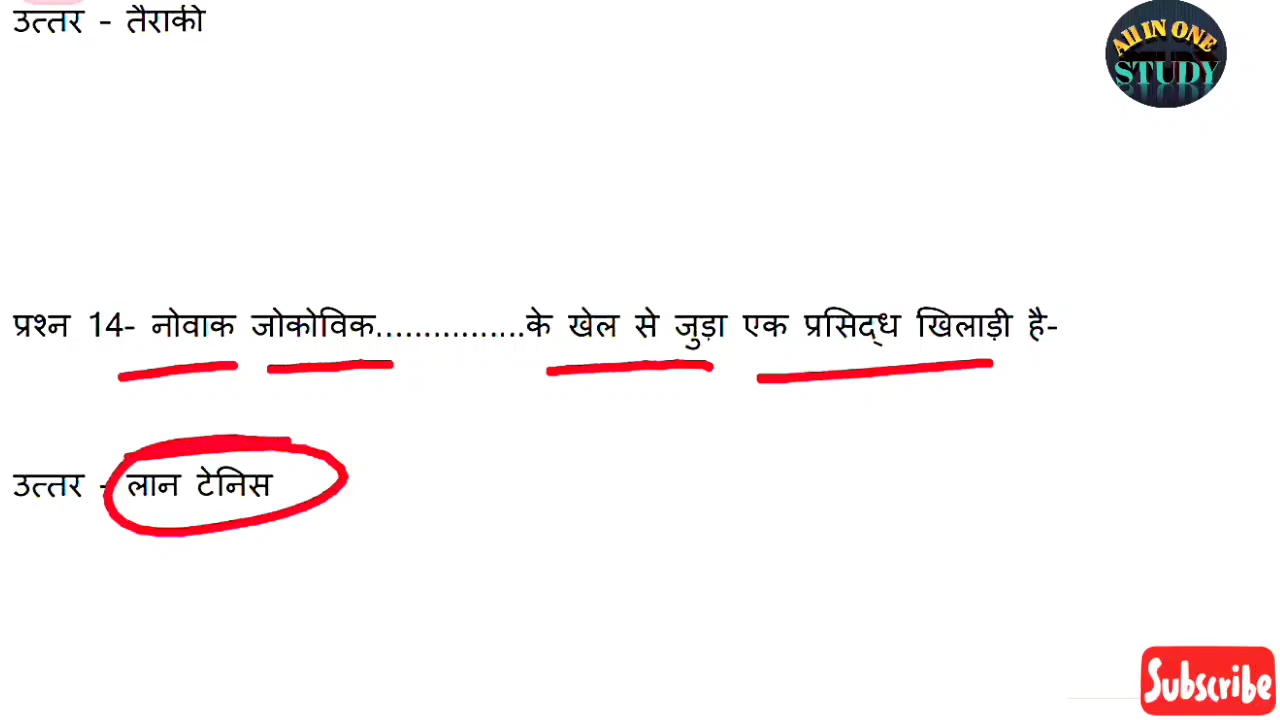 उत्तर - तैराकी
All IN ONE
STUDY
प्रश्न 14- नोवाक जोकोविक................के खेल से जुड़ा एक प्रसिद्ध खिलाड़ी है-
उत्तर - लान टेनिस
Subscribe